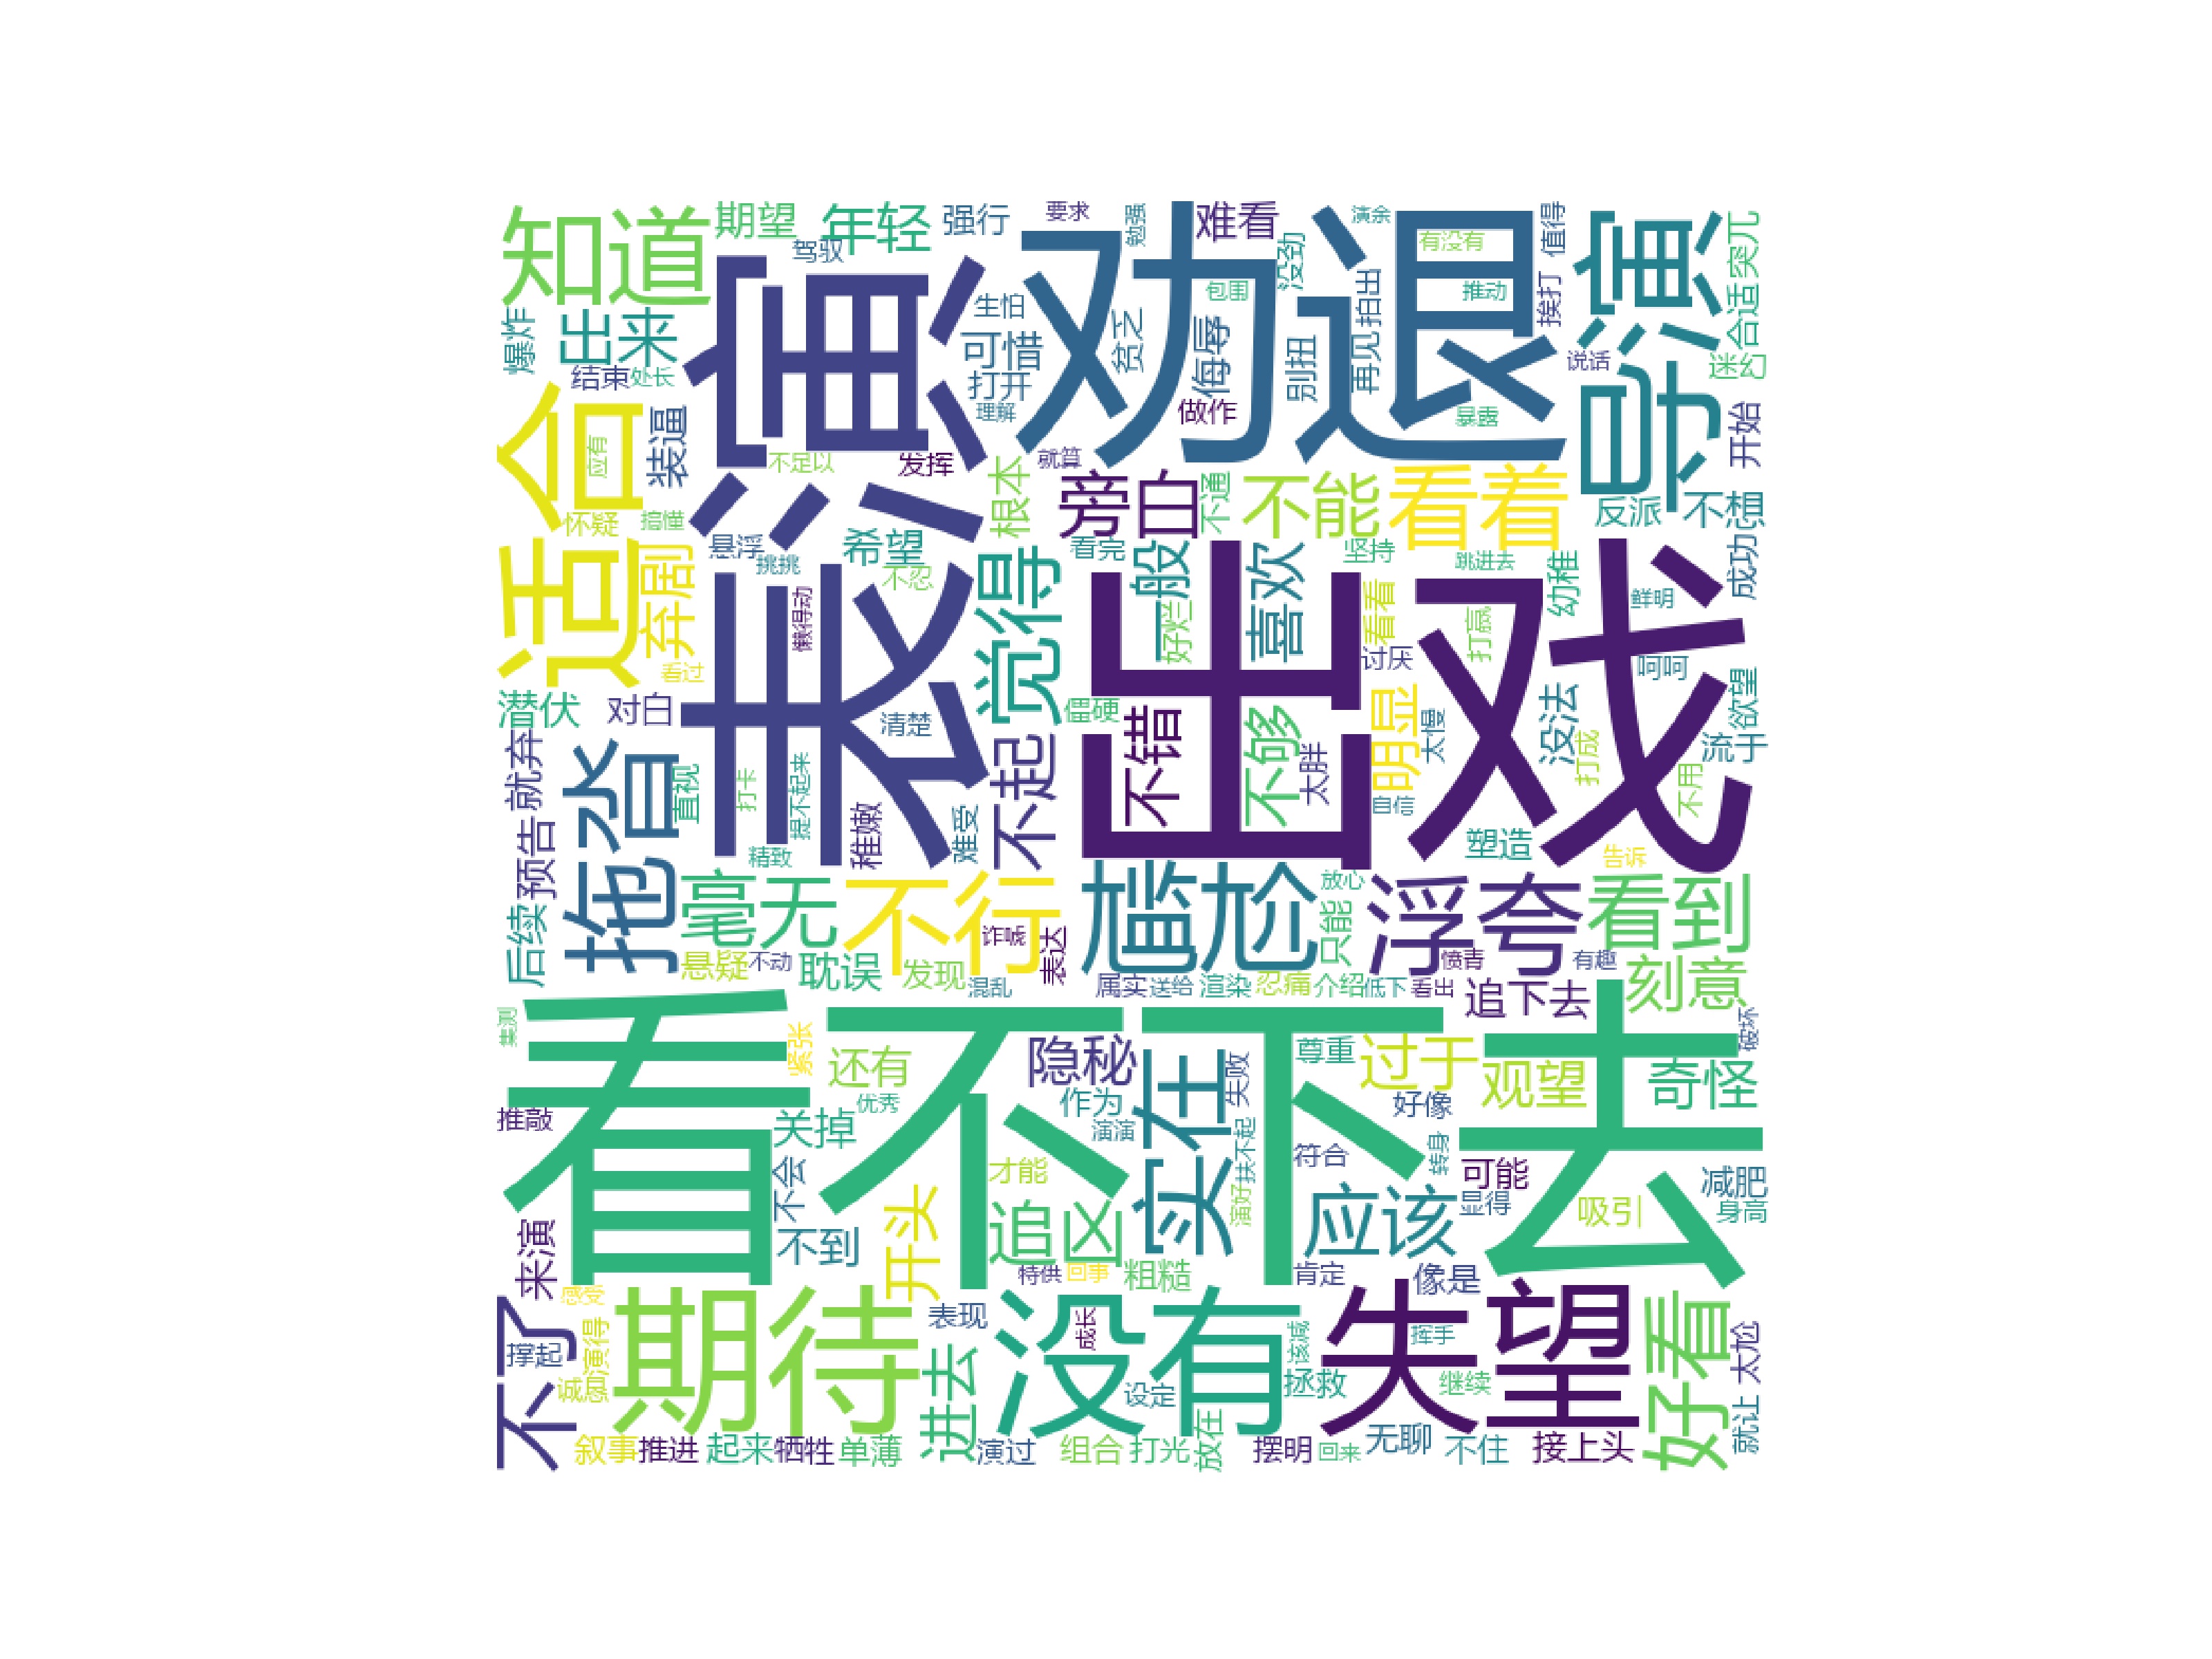 知道
期望
年轻
强行
要求
勉强
难看
演余
有没有
值得
突兀
驾驭
劝退
没劲
导演
爆炸
出来
生怕
可惜
贫乏
侮辱
包围
推动
拍出
挨打
合适
结束
处长
打开
理解
别扭
再见
说话
迷幻
表演
做作
暴露
适合
应有
装逼
不足以
发挥
就算
根本
旁白
不通
不能
看着
开始
怀疑
搞懂
反派
不想
弃剧
悬浮
挑挑
希望
不忍
觉得
看完
一般
喜欢
坚持
跳进去
幼稚
成功
懒得动
好烂
看看
打赢
鲜明
看过
讨厌
呵呵
潜伏
对白
清楚
僵硬
出戏
不错
不够
明显
太慢
没法
欲望
流于
就弃
拖沓
直视
打卡
提不起来
不起
太胖
自信
打成
不用
预告
精致
稚嫩
难受
塑造
告诉
后续
毫无
不行
尴尬
放心
只能
浮夸
看到
悬疑
不动
耽误
发现
诈唬
混乱
表达
属实
送给
渲染
忍痛
介绍
低下
愤青
看出
有趣
追下去
刻意
看不下去
集测
紧张
还有
隐秘
实在
尊重
过于
观望
奇怪
破坏
推敲
关掉
优秀
作为
演演
失败
好像
扶不起
符合
转身
可能
减肥
不会
才能
演好
应该
显得
吸引
身高
来演
不到
开头
追凶
特供
回事
粗糙
肯定
像是
不了
感受
期待
表现
没有
成长
失望
好看
撑起
演得
诚恳
进去
设定
该减
拯救
挥手
继续
太尬
叙事
推进
起来
牺牲
单薄
演过
组合
打光
放在
摆明
回来
无聊
不住
接上头
就让